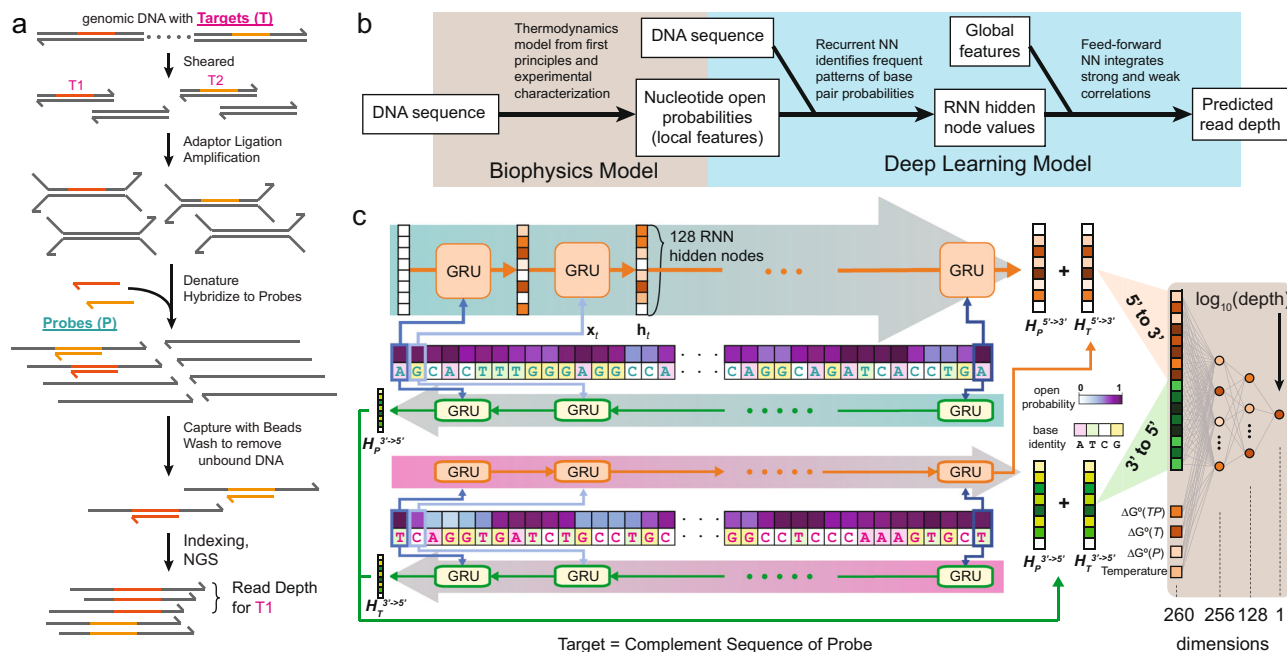 a
genomic DNA with Targets (T)
Sheared
T1
T2
Adaptor Ligation
Amplification
Denature
Hybridize to Probes
Probes (P)
Capture with Beads
Wash to remove
unbound DNA
Indexing,
NGS
Read Depth
for T1
b
DNA sequence
Thermodynamics
model from first
principles and
experimental
characterization
DNA sequence
Nucleotide open
probabilities
(local features)
Biophysics Model
Recurrent NN
identifies frequent
patterns of base
pair probabilities
Global
features
RNN hidden
node values
Feed-forward
NN integrates
strong and weak
correlations
Predicted
read depth
Deep Learning Model
c
GRU
GRU
128 RNN
hidden nodes
GRU
x_t
h_t
AGCACTTTGGGAGGCCA · · · CAGGCAGATCACCTGA
GRU
GRU
GRU
H_P^3'->5'
GRU
GRU
GRU
TCAGGTGATCTGCCTGC · · · GGCCTCCCAAAGTGCT
GRU
GRU
GRU
H_T^3'->5'
Target = Complement Sequence of Probe
+
H_P^5'->3'
H_T^5'->3'
open
probability
0
1
base
identity
A T C G
+
H_P^3'->5'
H_T^3'->5'
5' to 3'
3' to 5'
log10(depth)
ΔGº(TP)
ΔGº(T)
ΔGº(P)
Temperature
260 256 128 1
dimensions